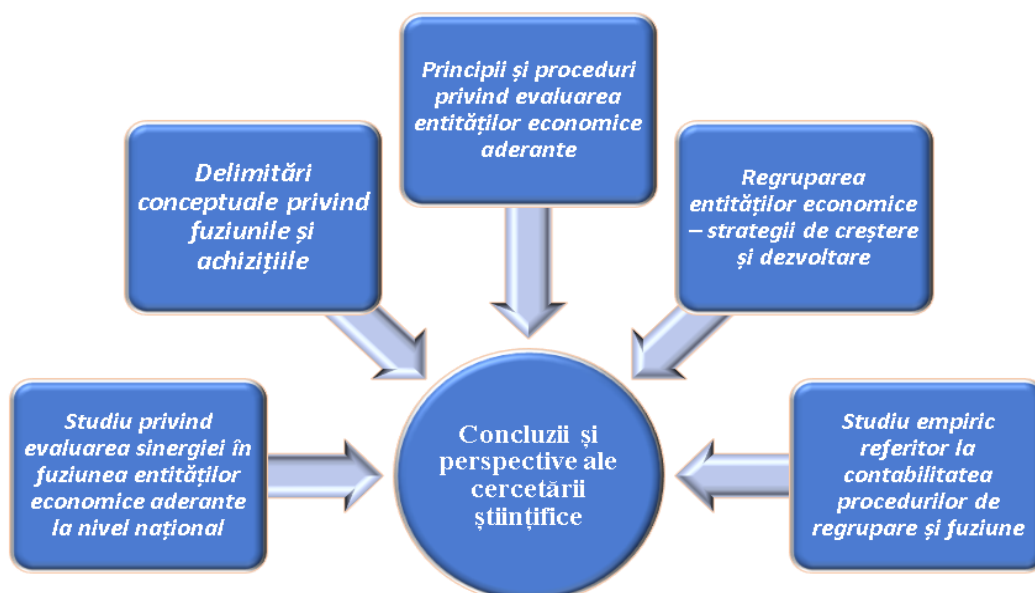 Principii și proceduri
privind evaluarea
entităților economice
aderante
Delimitări
conceptuale privind
fuziunile și
achizițiile
Regruparea
entităților economice
– strategii de creștere
și dezvoltare
Studiu privind
evaluarea sinergiei în
fuziunea entităților
economice aderante
la nivel național
Concluzii și
perspective ale
cercetării
științifice
Studiu empiric
referitor la
contabilitatea
procedurilor de
regrupare și fuziune